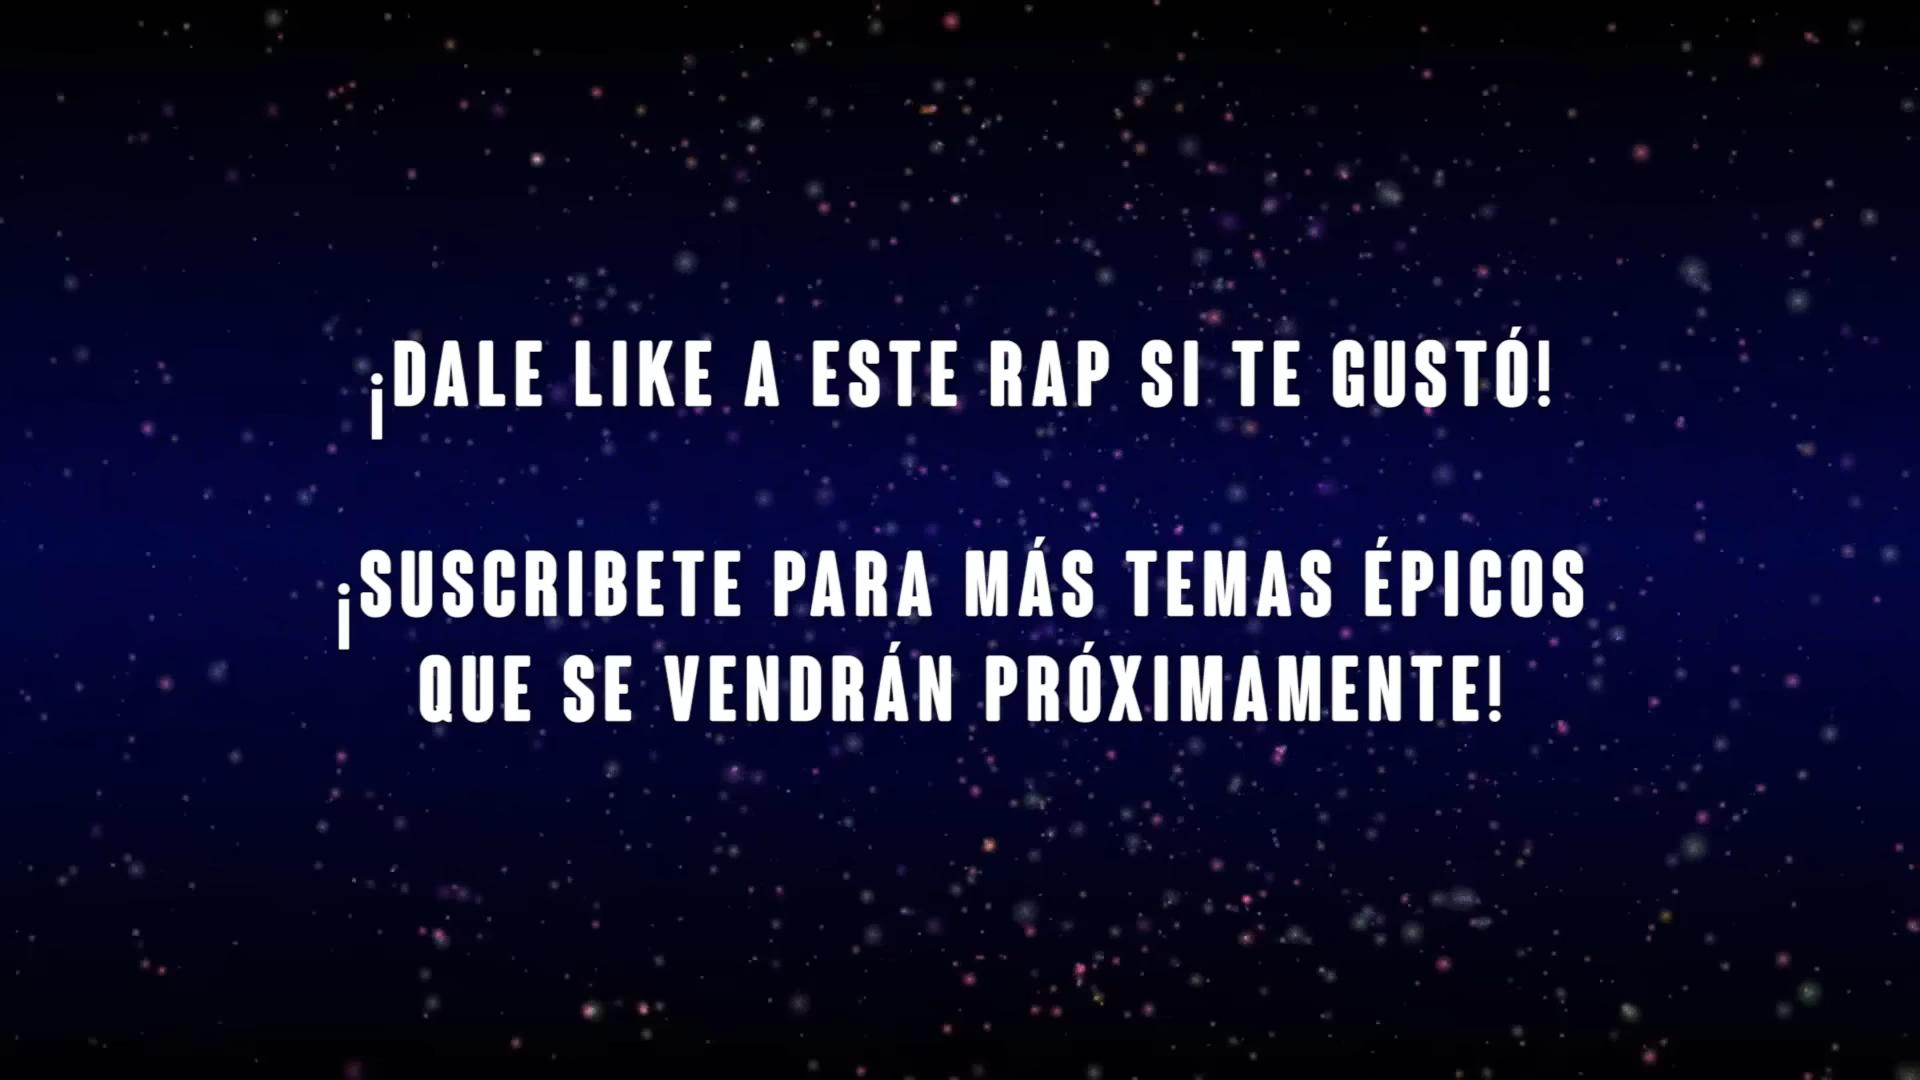 ¡DALE LIKE A ESTE RAP SI TE GUSTÓ!
¡SUSCRIBETE PARA MÁS TEMAS ÉPICOS
QUE SE VENDRÁN PRÓXIMAMENTE!